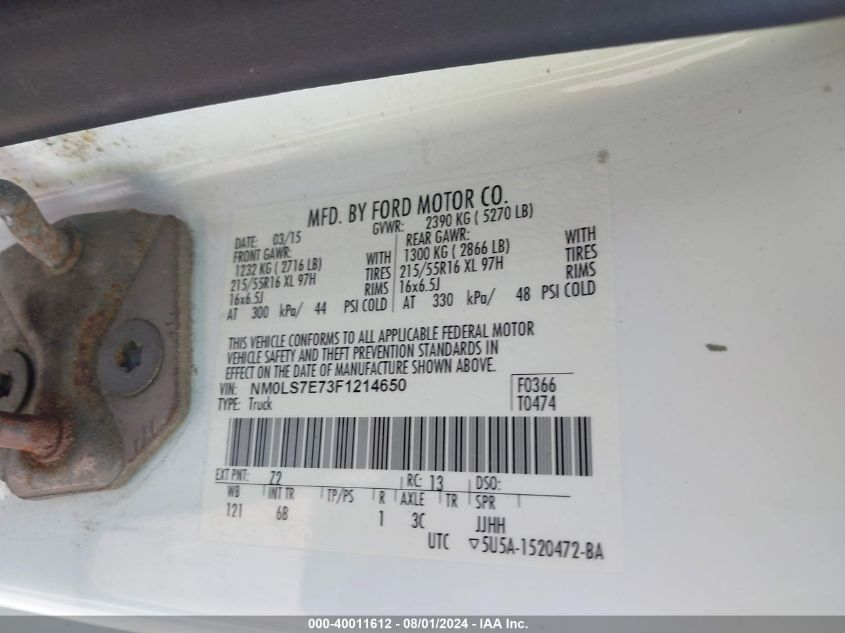 MFD. BY FORD MOTOR CO.
DATE: 03/15 GVWR: 2390 KG ( 5270 LB)
FRONT GAWR: REAR GAWR:
1232 KG ( 2716 LB) WITH 1300 KG ( 2866 LB) WITH
215/55R16 XL 97H TIRES 215/55R16 XL 97H TIRES
16x6.5J RIMS 16x6.5J RIMS
AT 300 kPa/ 44 PSI COLD AT 330 kPa/ 48 PSI COLD
THIS VEHICLE CONFORMS TO ALL APPLICABLE FEDERAL MOTOR
VEHICLE SAFETY AND THEFT PREVENTION STANDARDS IN
EFFECT ON THE DATE OF MANUFACTURE SHOWN ABOVE.
VIN: NM0LS7E73F1214650 F0366
TYPE: Truck T0474
EXT PNT: Z2 RC: 13 DSO:
WB INT TR TP/PS R AXLE TR SPR
121 6B 1 3C JJHH
UTC ▽5U5A-1520472-BA
000-40011612 - 08/01/2024 - IAA Inc.